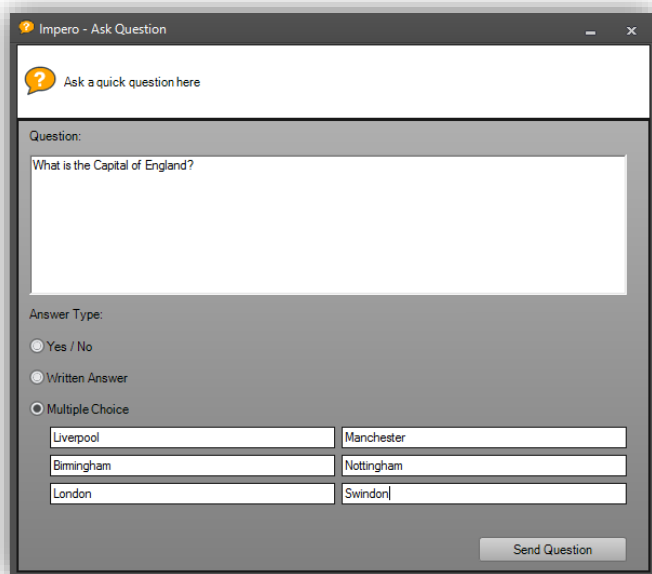 Impero - Ask Question
Ask a quick question here
Question:
What is the Capital of England?
Answer Type:
Yes / No
Written Answer
Multiple Choice
Liverpool Manchester
Birmingham Nottingham
London Swindon
Send Question